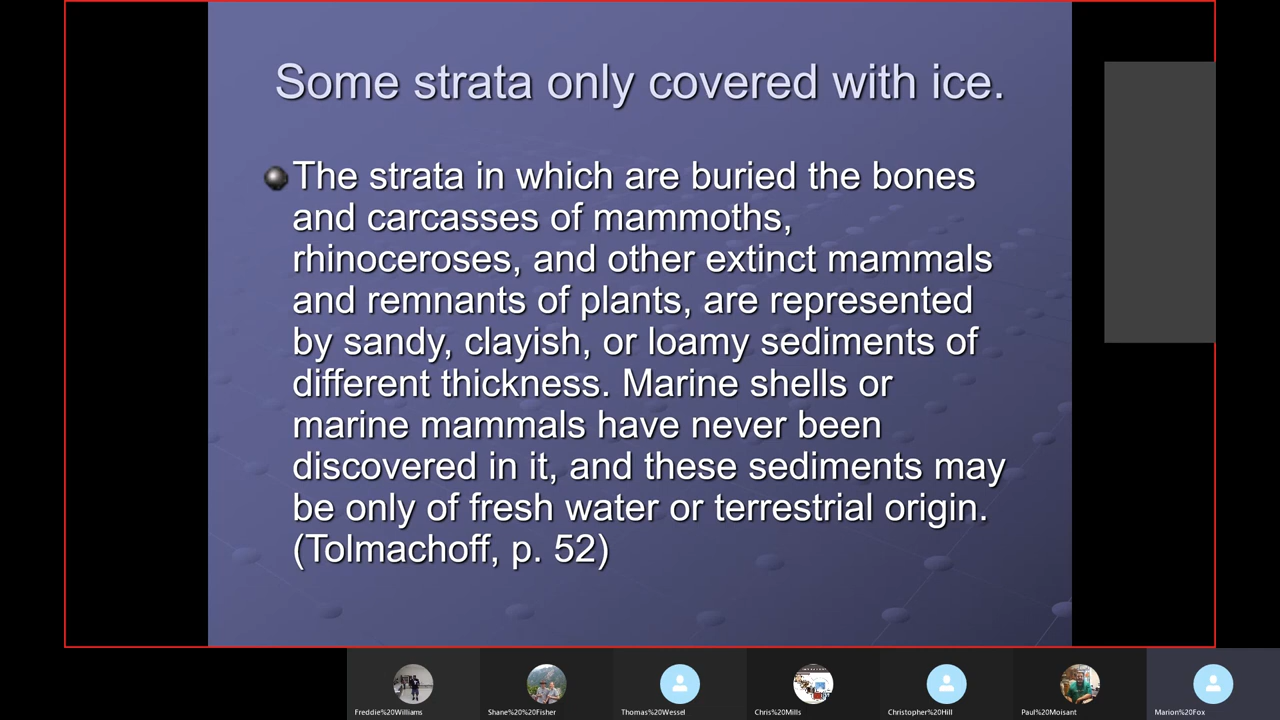 Some strata only covered with ice.
The strata in which are buried the bones
and carcasses of mammoths,
rhinoceroses, and other extinct mammals
and remnants of plants, are represented
by sandy, clayish, or loamy sediments of
different thickness. Marine shells or
marine mammals have never been
discovered in it, and these sediments may
be only of fresh water or terrestrial origin.
(Tolmachoff, p. 52)
Freddie%20Williams
Shane%20%20Fisher
Thomas%20Wessel
Chris%20Mills
Christopher%20Hill
Paul%20Moisant
Marion%20Fox